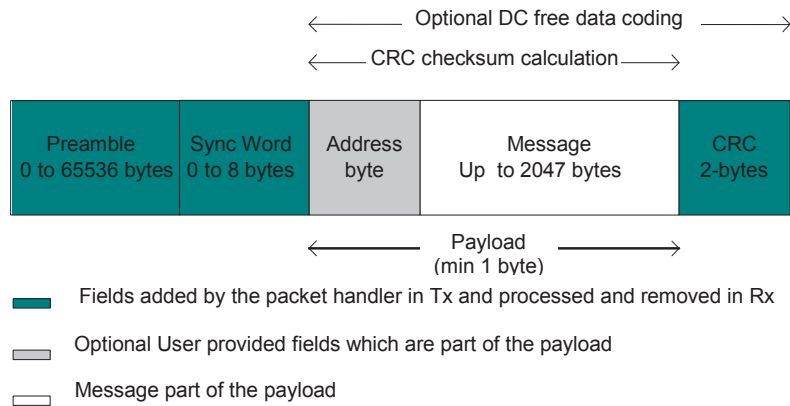 Optional DC free data coding
CRC checksum calculation
Preamble
0 to 65536 bytes
Sync Word
0 to 8 bytes
Address
byte
Message
Up to 2047 bytes
CRC
2-bytes
Payload
(min 1 byte)
Fields added by the packet handler in Tx and processed and removed in Rx
Optional User provided fields which are part of the payload
Message part of the payload